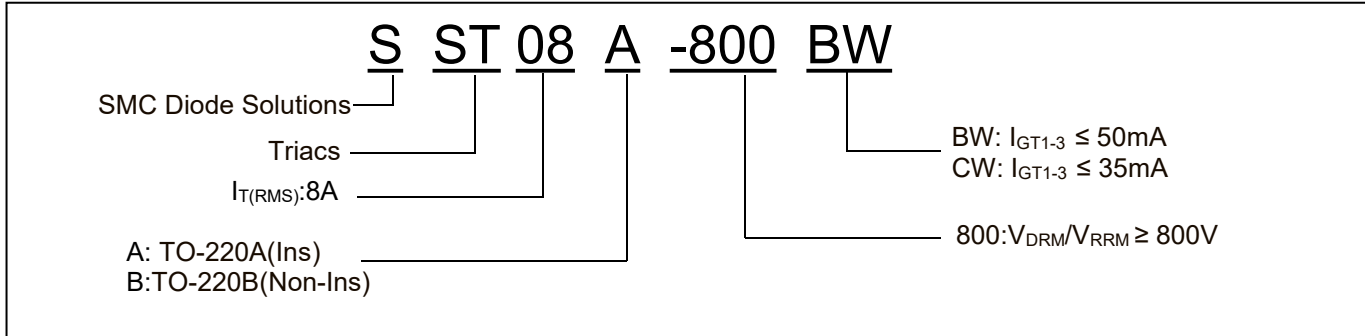 S ST 08 A -800 BW
SMC Diode Solutions
Triacs
IT(RMS):8A
A: TO-220A(Ins)
B:TO-220B(Non-Ins)
BW: IGT1-3 ≤ 50mA
CW: IGT1-3 ≤ 35mA
800:VDRM/VRRM ≥ 800V